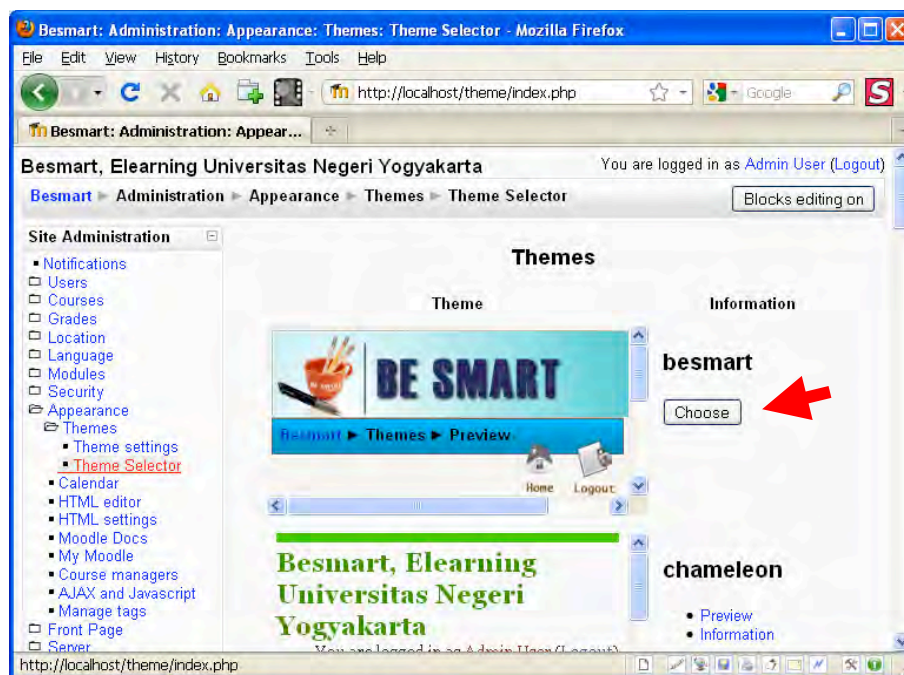 Besmart: Administration: Appearance: Themes: Theme Selector - Mozilla Firefox
File Edit View History Bookmarks Tools Help
http://localhost/theme/index.php
Google
Besmart: Administration: Appear...
Besmart, Elearning Universitas Negeri Yogyakarta
You are logged in as Admin User (Logout)
Besmart ► Administration ► Appearance ► Themes ► Theme Selector
Blocks editing on
Site Administration
Notifications
Users
Courses
Grades
Location
Language
Modules
Security
Appearance
Themes
Theme settings
Theme Selector
Calendar
HTML editor
HTML settings
Moodle Docs
My Moodle
Course managers
AJAX and Javascript
Manage tags
Front Page
Server
Themes
Theme
Information
BE SMART
Besmart ► Themes ► Preview
Home Logout
besmart
Choose
Besmart, Elearning
Universitas Negeri
Yogyakarta
You are logged in as Admin User (Logout)
chameleon
Preview
Information
http://localhost/theme/index.php